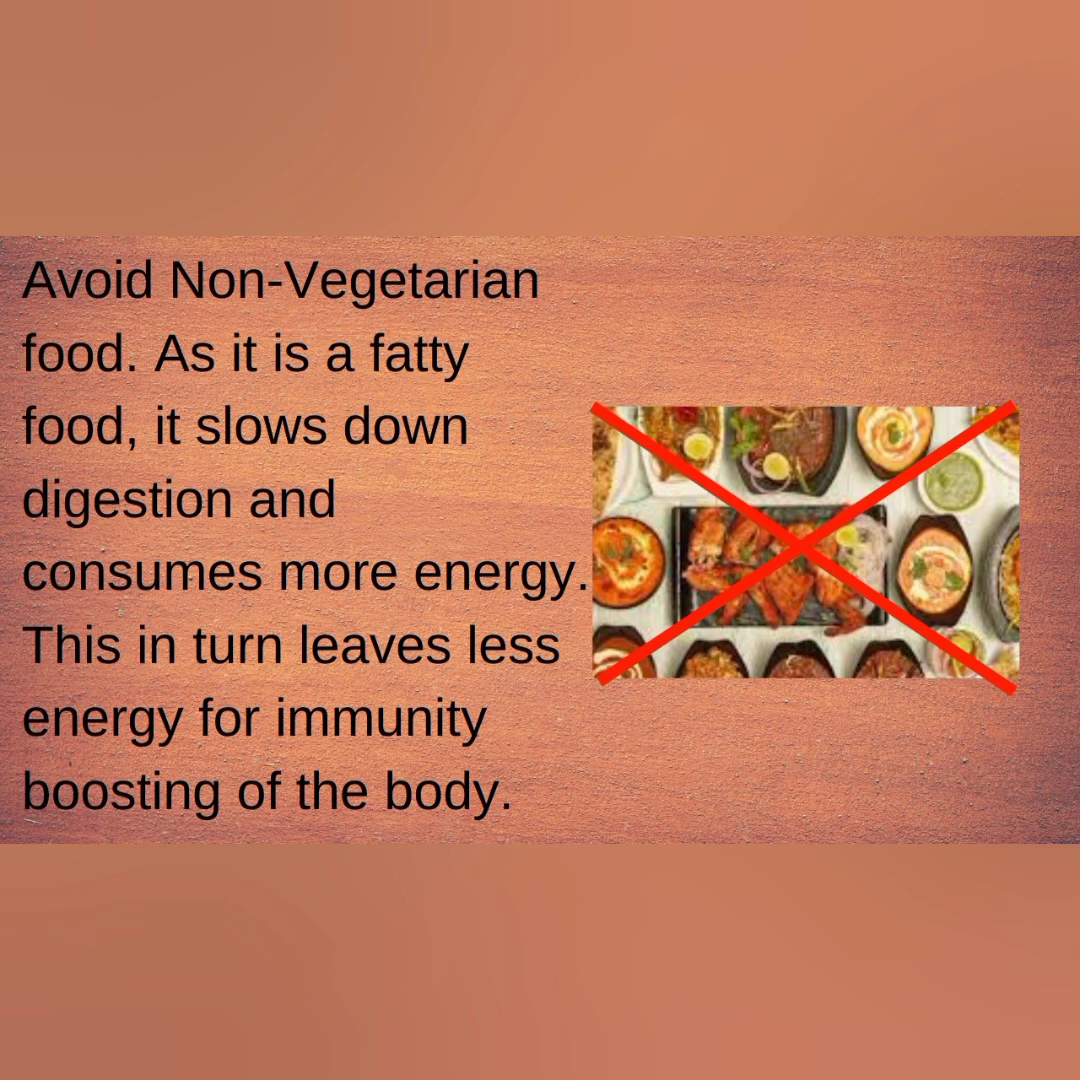 Avoid Non-Vegetarian
food. As it is a fatty
food, it slows down
digestion and
consumes more energy.
This in turn leaves less
energy for immunity
boosting of the body.